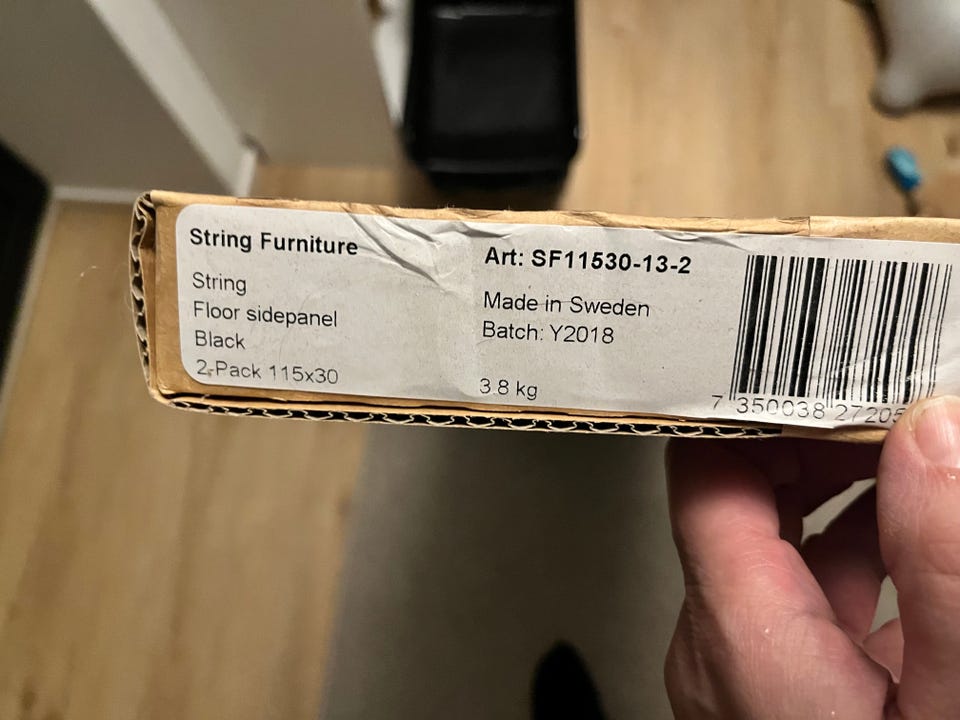 String Furniture
String
Floor sidepanel
Black
2-Pack 115x30
Art: SF11530-13-2
Made in Sweden
Batch: Y2018
3.8 kg
7 350038 27205